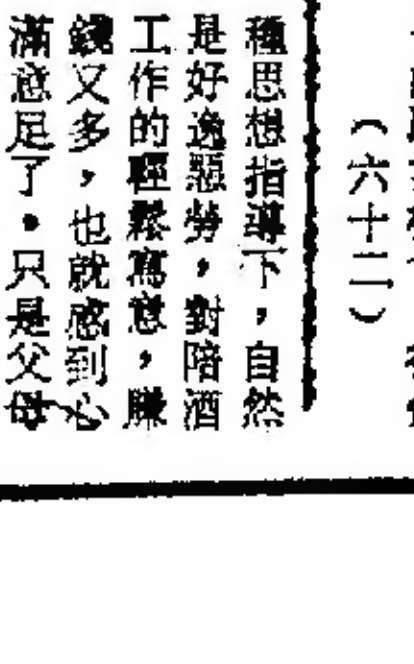 （六十二）
種思想指導下，自然
是好逸惡勞，對陪酒
工作的輕鬆寫意，賺
錢又多，也就感到心
滿意足了。只是父母